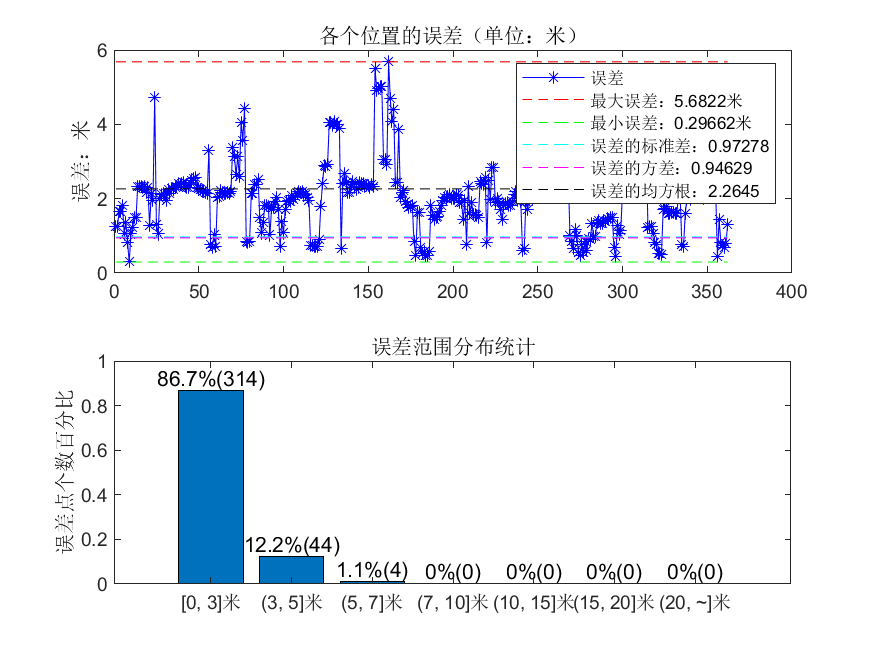 各个位置的误差（单位：米）
6
4
2
0
误差：米
误差
最大误差：5.6822米
最小误差：0.29662米
误差的标准差：0.97278
误差的方差：0.94629
误差的均方根：2.2645
0 50 100 150 200 250 300 350 400
误差范围分布统计
1
0.8
0.6
0.4
0.2
0
误差点个数百分比
86.7%(314)
12.2%(44)
1.1%(4)
0%(0)
0%(0)
0%(0)
0%(0)
[0, 3]米 (3, 5]米 (5, 7]米 (7, 10]米 (10, 15]米 (15, 20]米 (20, ~]米